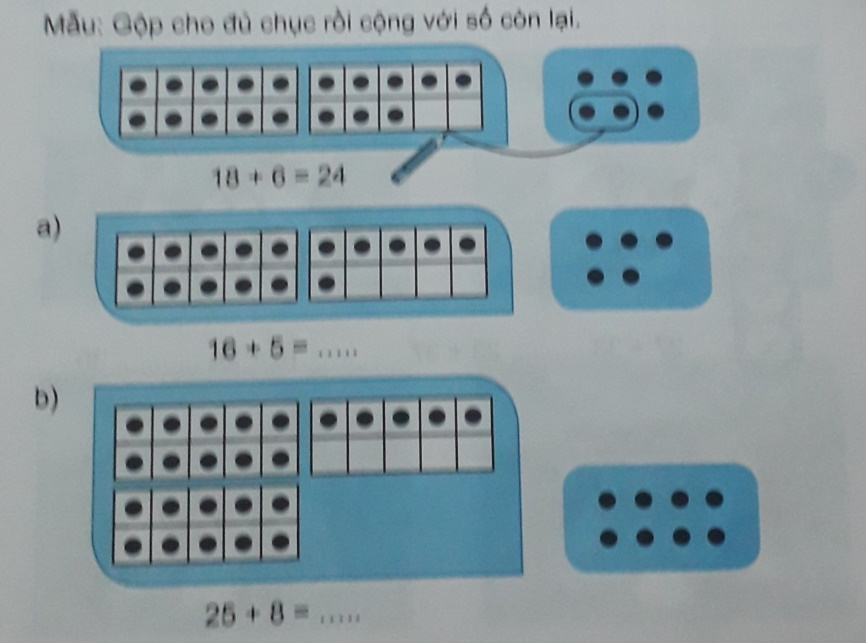 Mẫu: Gộp cho đủ chục rồi cộng với số còn lại.
18 + 6 = 24
a)
16 + 5 = .....
b)
25 + 8 = .....